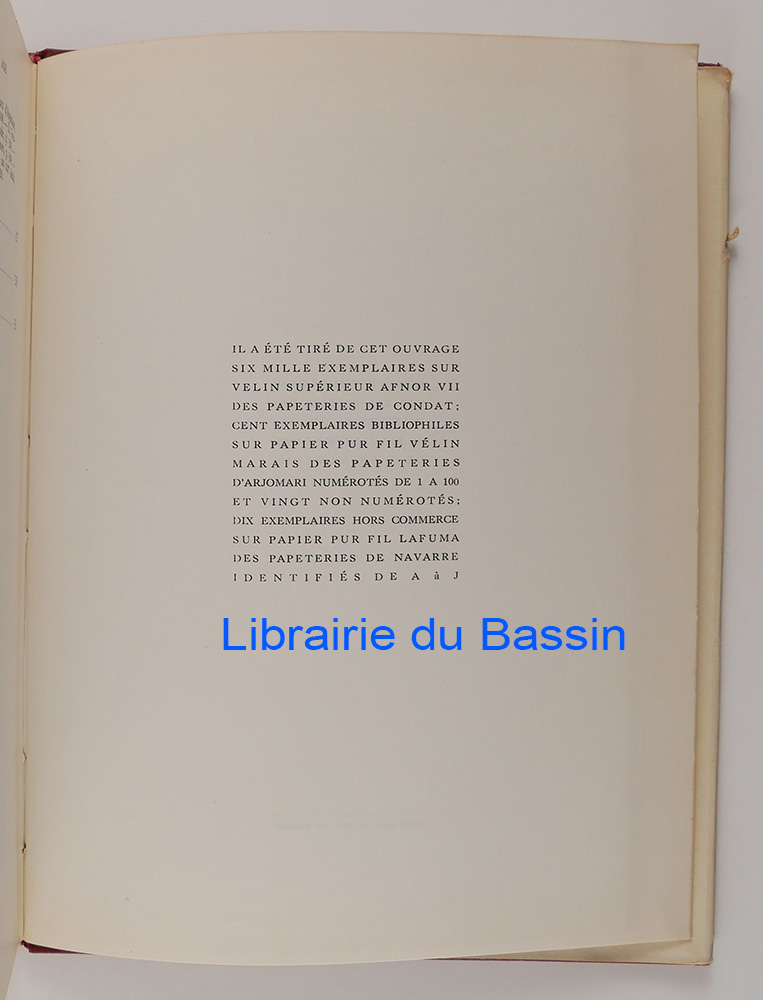 IL A ÉTÉ TIRÉ DE CET OUVRAGE
SIX MILLE EXEMPLAIRES SUR
VELIN SUPÉRIEUR AFNOR VII
DES PAPETERIES DE CONDAT;
CENT EXEMPLAIRES BIBLIOPHILES
SUR PAPIER PUR FIL VÉLIN
MARAIS DES PAPETERIES
D'ARJOMARI NUMÉROTÉS DE 1 A 100
ET VINGT NON NUMÉROTÉS;
DIX EXEMPLAIRES HORS COMMERCE
SUR PAPIER PUR FIL LAFUMA
DES PAPETERIES DE NAVARRE
IDENTIFIÉS DE A à J
Librairie du Bassin